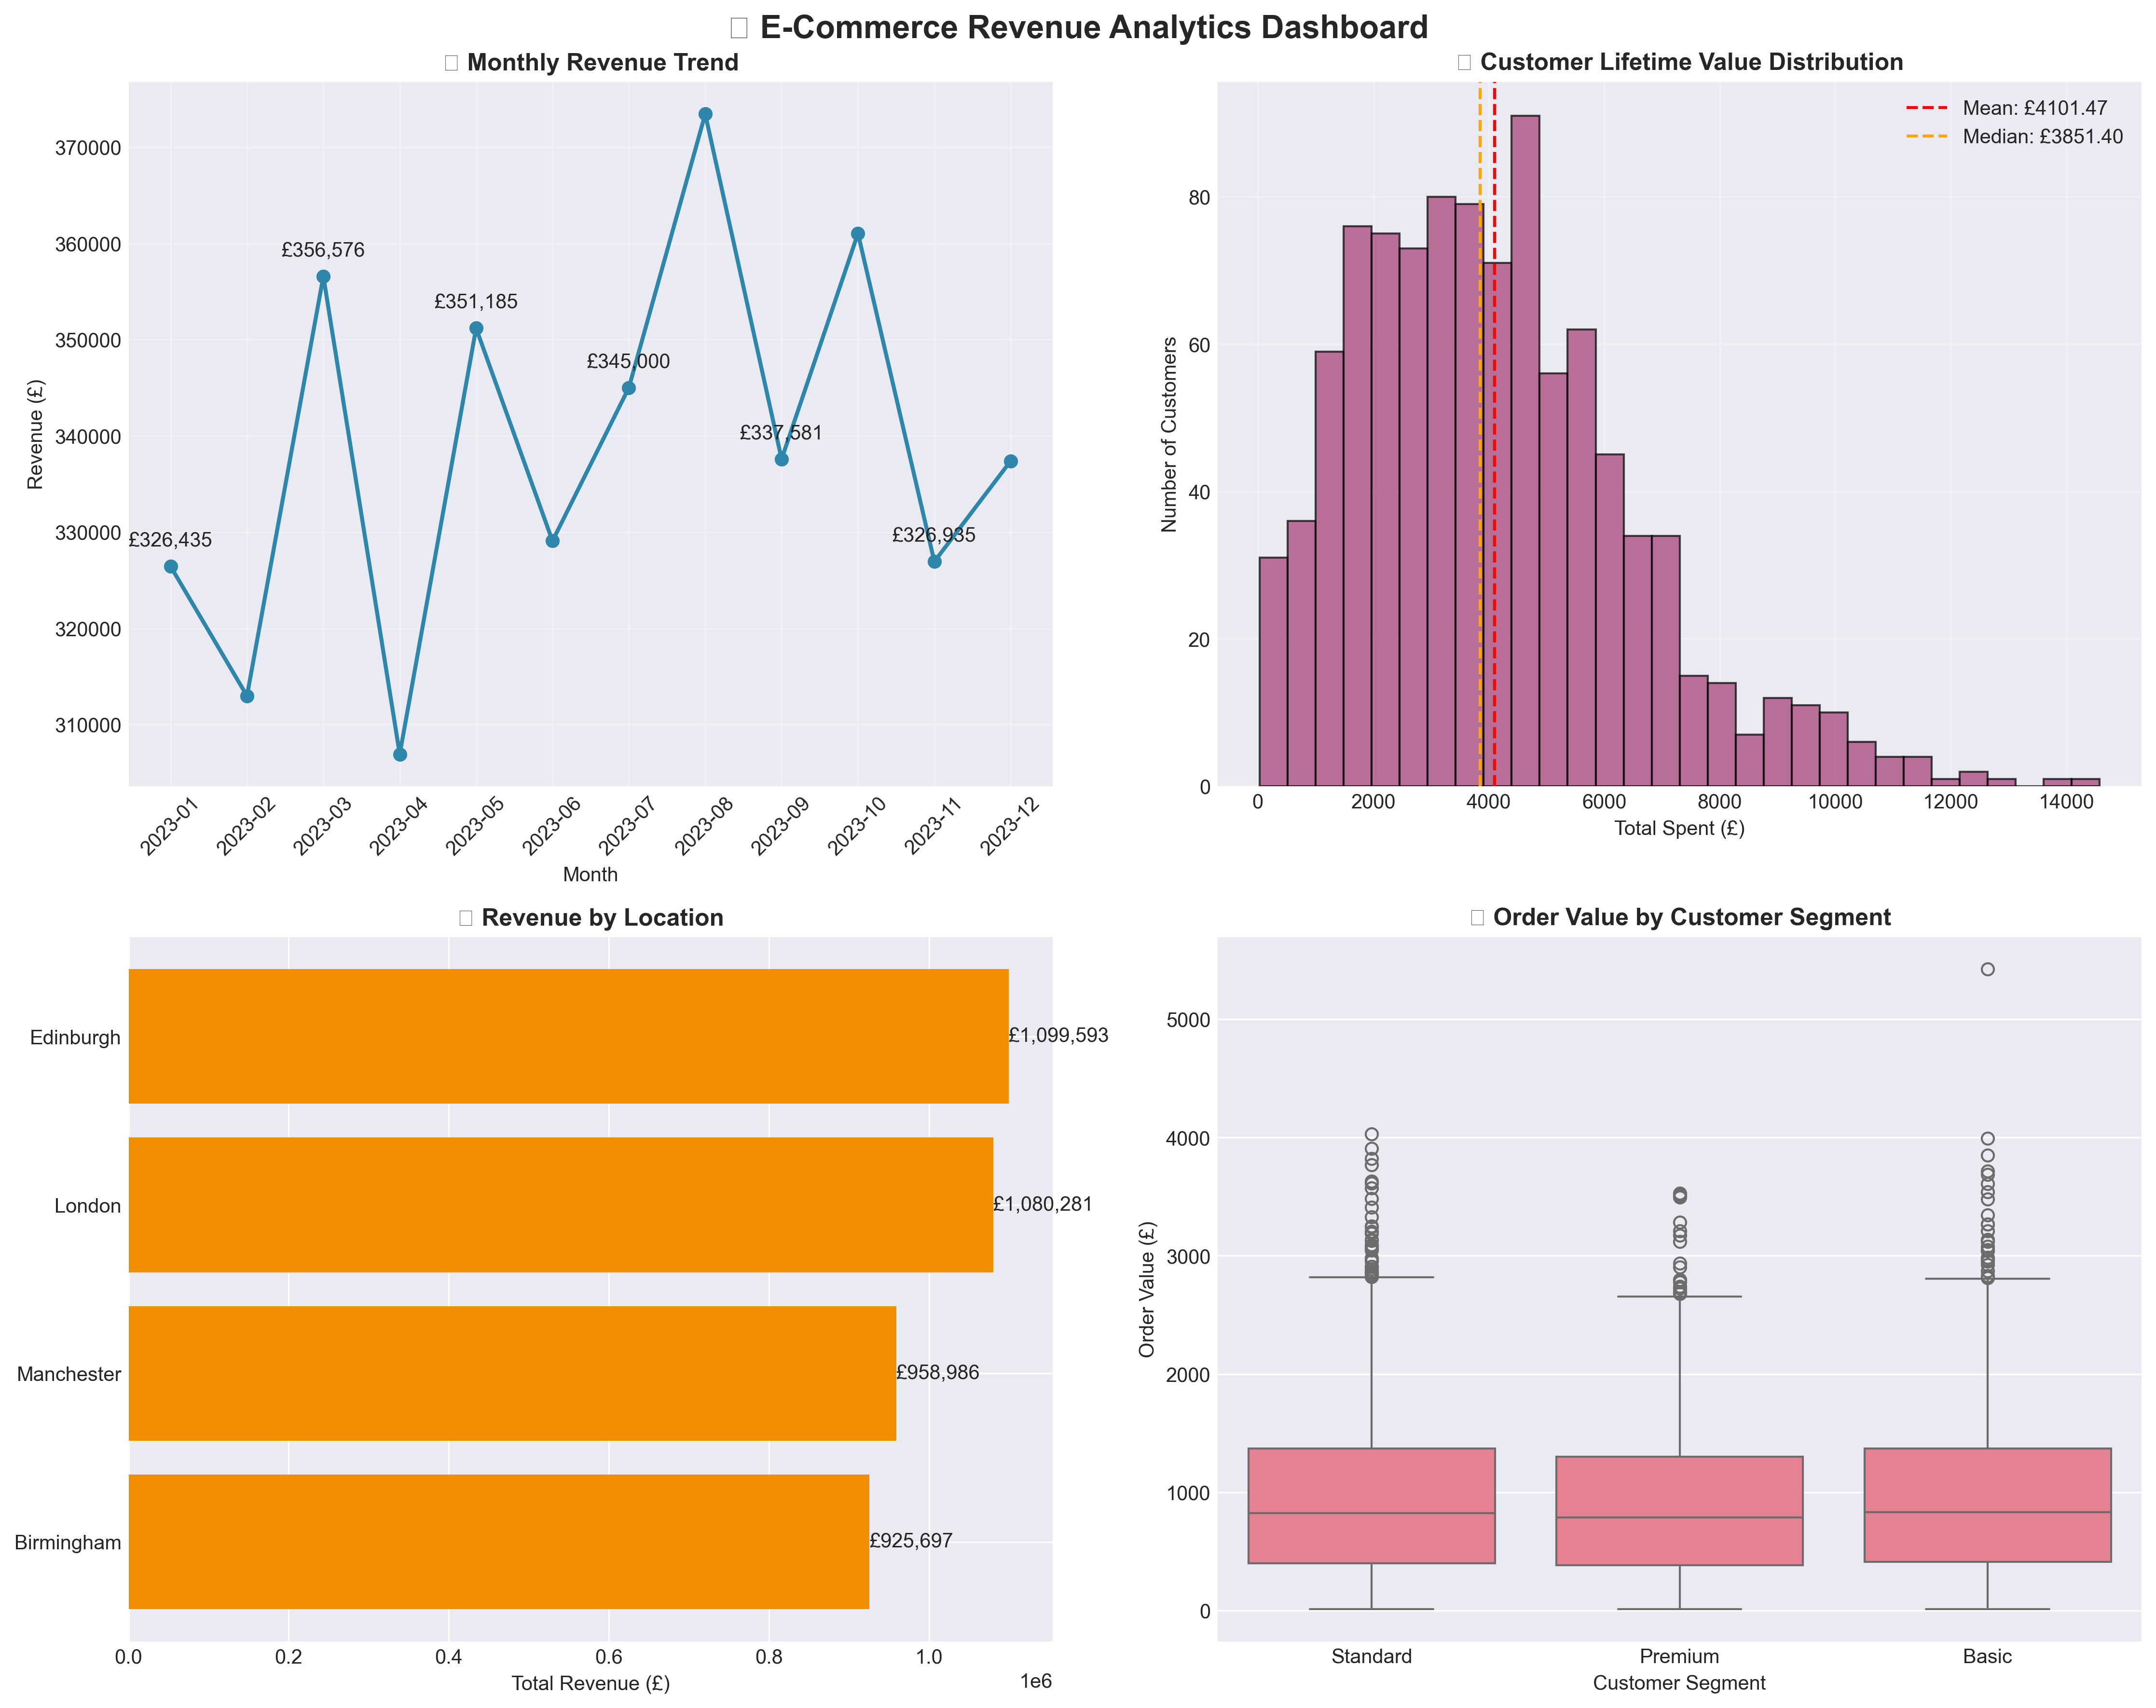 E-Commerce Revenue Analytics Dashboard
Monthly Revenue Trend
370000
360000
350000
340000
330000
320000
310000
Revenue (£)
£326,435
£356,576
£351,185
£345,000
£337,581
£326,935
2023-01
2023-02
2023-03
2023-04
2023-05
2023-06
2023-07
2023-08
2023-09
2023-10
2023-11
2023-12
Month
Customer Lifetime Value Distribution
Mean: £4101.47
Median: £3851.40
80
60
40
20
0
Number of Customers
0
2000
4000
6000
8000
10000
12000
14000
Total Spent (£)
Revenue by Location
Edinburgh
£1,099,593
London
£1,080,281
Manchester
£958,986
Birmingham
£925,697
0.0
0.2
0.4
0.6
0.8
1.0
1e6
Total Revenue (£)
Order Value by Customer Segment
5000
4000
3000
2000
1000
0
Order Value (£)
Standard
Premium
Basic
Customer Segment